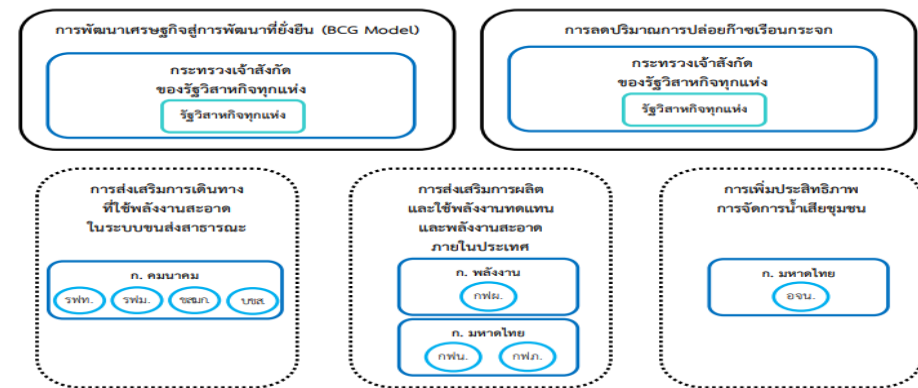 การพัฒนาเศรษฐกิจสู่การพัฒนาที่ยั่งยืน (BCG Model)
กระทรวงเจ้าสังกัด
ของรัฐวิสาหกิจทุกแห่ง
รัฐวิสาหกิจทุกแห่ง
การลดปริมาณการปล่อยก๊าซเรือนกระจก
กระทรวงเจ้าสังกัด
ของรัฐวิสาหกิจทุกแห่ง
รัฐวิสาหกิจทุกแห่ง
การส่งเสริมการเดินทาง
ที่ใช้พลังงานสะอาด
ในระบบขนส่งสาธารณะ
ก. คมนาคม
รฟท. รฟม. ขสมก. บขส.
การส่งเสริมการผลิต
และใช้พลังงานทดแทน
และพลังงานสะอาด
ภายในประเทศ
ก. พลังงาน
กฟผ.
ก. มหาดไทย
กฟน. กฟภ.
การเพิ่มประสิทธิภาพ
การจัดการน้ำเสียชุมชน
ก. มหาดไทย
อจน.